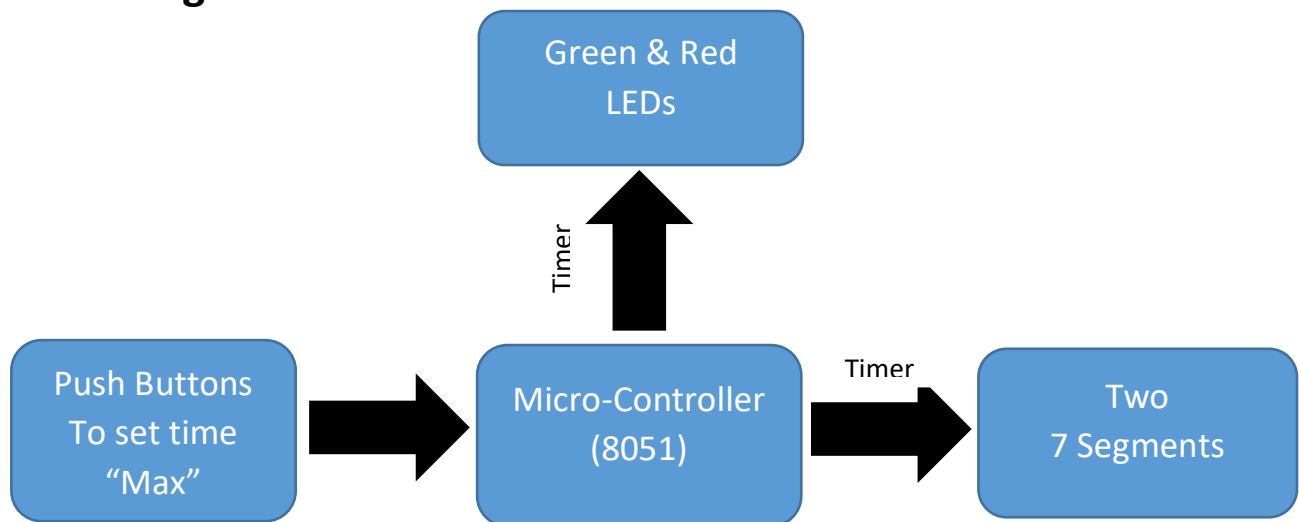 g
Green & Red
LEDs
Timer
Push Buttons
To set time
“Max”
Micro-Controller
(8051)
Timer
Two
7 Segments